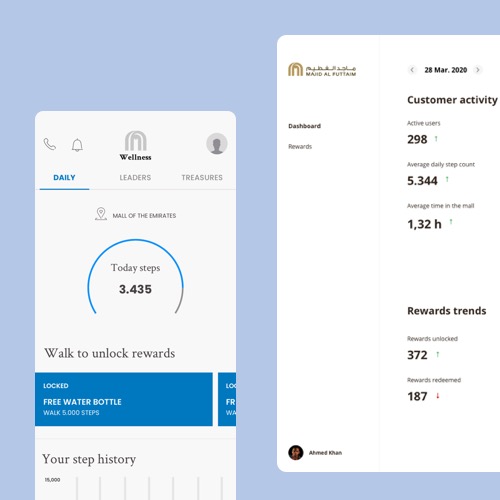 Wellness
DAILY
LEADERS
TREASURES
MALL OF THE EMIRATES
Today steps
3.435
Walk to unlock rewards
LOCKED
FREE WATER BOTTLE
WALK 5.000 STEPS
LOC
FR
WA
Your step history
15,000
ماجد الفطيم
MAJID AL FUTTAIM
Dashboard
Rewards
28 Mar. 2020
Customer activity
Active users
298 ↑
Average daily step count
5.344 ↑
Average time in the mall
1,32 h ↑
Rewards trends
Rewards unlocked
372 ↑
Rewards redeemed
187 ↓
Ahmed Khan